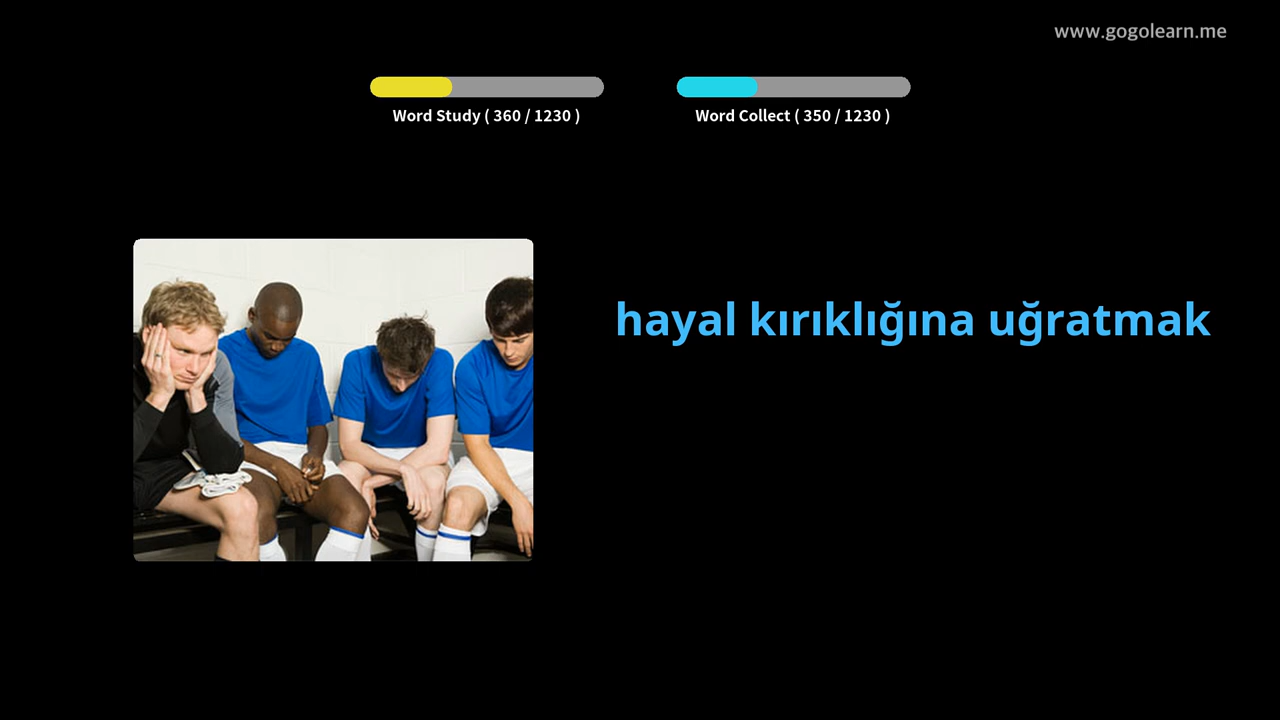 www.gogolearn.me
Word Study ( 360 / 1230 )
Word Collect ( 350 / 1230 )
hayal kırıklığına uğratmak